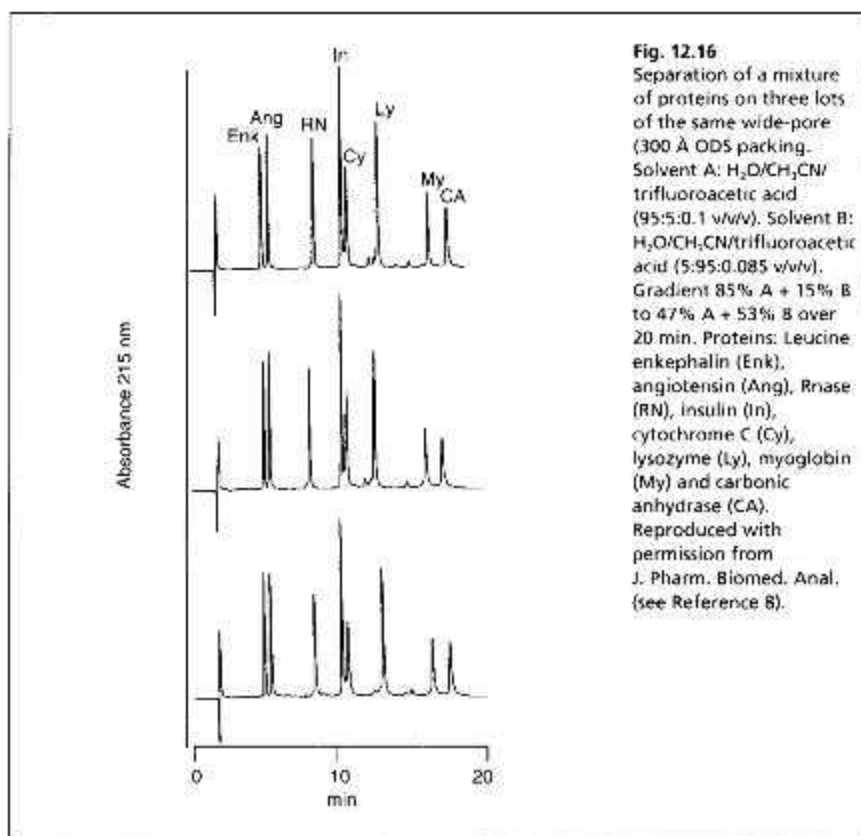 In
Ang
Enk
RN
Ly
Cy
My
CA
Absorbance 215 nm
0
10
20
min
Fig. 12.16
Separation of a mixture
of proteins on three lots
of the same wide-pore
(300 Å ODS packing.
Solvent A: H₂O/CH₃CN/
trifluoroacetic acid
(95:5:0.1 v/v/v). Solvent B:
H₂O/CH₃CN/trifluoroacetic
acid (5:95:0.085 v/v/v).
Gradient 85% A + 15% B
to 47% A + 53% B over
20 min. Proteins: Leucine
enkephalin (Enk),
angiotensin (Ang), Rnase
(RN), insulin (In),
cytochrome C (Cy),
lysozyme (Ly), myoglobin
(My) and carbonic
anhydrase (CA).
Reproduced with
permission from
J. Pharm. Biomed. Anal.
(see Reference 8).